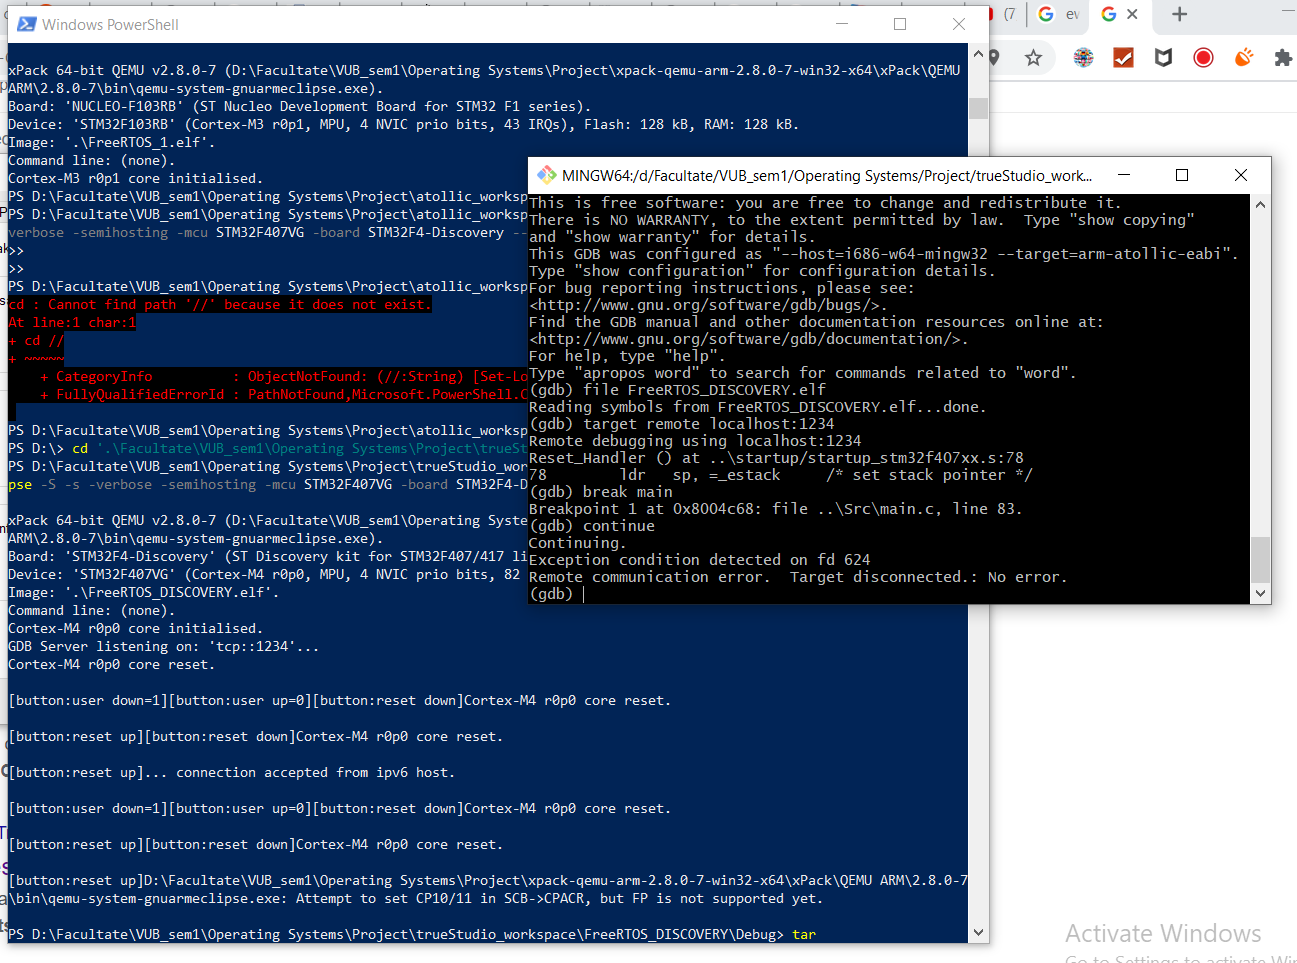 Windows PowerShell
(7
ev
xPack 64-bit QEMU v2.8.0-7 (D:\Facultate\VUB_sem1\Operating Systems\Project\xpack-qemu-arm-2.8.0-7-win32-x64\xPack\QEMU
ARM\2.8.0-7\bin\qemu-system-gnuarmeclipse.exe).
Board: 'NUCLEO-F103RB' (ST Nucleo Development Board for STM32 F1 series).
Device: 'STM32F103RB' (Cortex-M3 r0p1, MPU, 4 NVIC prio bits, 43 IRQs), Flash: 128 kB, RAM: 128 kB.
Image: '.\FreeRTOS_1.elf'.
Command line: (none).
Cortex-M3 r0p1 core initialised.
PS D:\Facultate\VUB_sem1\Operating Systems\Project\atollic_worksp
PS D:\Facultate\VUB_sem1\Operating Systems\Project\atollic_worksp
verbose -semihosting -mcu STM32F407VG -board STM32F4-Discovery --
>>
>>
PS D:\Facultate\VUB_sem1\Operating Systems\Project\atollic_worksp
cd : Cannot find path '//' because it does not exist.
At line:1 char:1
+ cd //
+ ~~~~~
+ CategoryInfo : ObjectNotFound: (//:String) [Set-Lo
+ FullyQualifiedErrorId : PathNotFound,Microsoft.PowerShell.C
PS D:\Facultate\VUB_sem1\Operating Systems\Project\atollic_worksp
PS D:\> cd '.\Facultate\VUB_sem1\Operating Systems\Project\trueSt
PS D:\Facultate\VUB_sem1\Operating Systems\Project\trueStudio_wor
pse -S -s -verbose -semihosting -mcu STM32F407VG -board STM32F4-D
xPack 64-bit QEMU v2.8.0-7 (D:\Facultate\VUB_sem1\Operating Syste
ARM\2.8.0-7\bin\qemu-system-gnuarmeclipse.exe).
Board: 'STM32F4-Discovery' (ST Discovery kit for STM32F407/417 li
Device: 'STM32F407VG' (Cortex-M4 r0p0, MPU, 4 NVIC prio bits, 82
Image: '.\FreeRTOS_DISCOVERY.elf'.
Command line: (none).
Cortex-M4 r0p0 core initialised.
GDB Server listening on: 'tcp::1234'...
Cortex-M4 r0p0 core reset.
[button:user down=1][button:user up=0][button:reset down]Cortex-M4 r0p0 core reset.
[button:reset up][button:reset down]Cortex-M4 r0p0 core reset.
[button:reset up]... connection accepted from ipv6 host.
[button:user down=1][button:user up=0][button:reset down]Cortex-M4 r0p0 core reset.
[button:reset up][button:reset down]Cortex-M4 r0p0 core reset.
[button:reset up]D:\Facultate\VUB_sem1\Operating Systems\Project\xpack-qemu-arm-2.8.0-7-win32-x64\xPack\QEMU ARM\2.8.0-7
\bin\qemu-system-gnuarmeclipse.exe: Attempt to set CP10/11 in SCB->CPACR, but FP is not supported yet.
PS D:\Facultate\VUB_sem1\Operating Systems\Project\trueStudio_workspace\FreeRTOS_DISCOVERY\Debug> tar
MINGW64:/d/Facultate/VUB_sem1/Operating Systems/Project/trueStudio_work...
This is free software: you are free to change and redistribute it.
There is NO WARRANTY, to the extent permitted by law. Type "show copying"
and "show warranty" for details.
This GDB was configured as "--host=i686-w64-mingw32 --target=arm-atollic-eabi".
Type "show configuration" for configuration details.
For bug reporting instructions, please see:
<http://www.gnu.org/software/gdb/bugs/>.
Find the GDB manual and other documentation resources online at:
<http://www.gnu.org/software/gdb/documentation/>.
For help, type "help".
Type "apropos word" to search for commands related to "word".
(gdb) file FreeRTOS_DISCOVERY.elf
Reading symbols from FreeRTOS_DISCOVERY.elf...done.
(gdb) target remote localhost:1234
Remote debugging using localhost:1234
Reset_Handler () at ..\startup/startup_stm32f407xx.s:78
78 ldr sp, =_estack /* set stack pointer */
(gdb) break main
Breakpoint 1 at 0x8004c68: file ..\Src\main.c, line 83.
(gdb) continue
Continuing.
Exception condition detected on fd 624
Remote communication error. Target disconnected.: No error.
(gdb)
Activate Windows
Go to Settings to activate Win